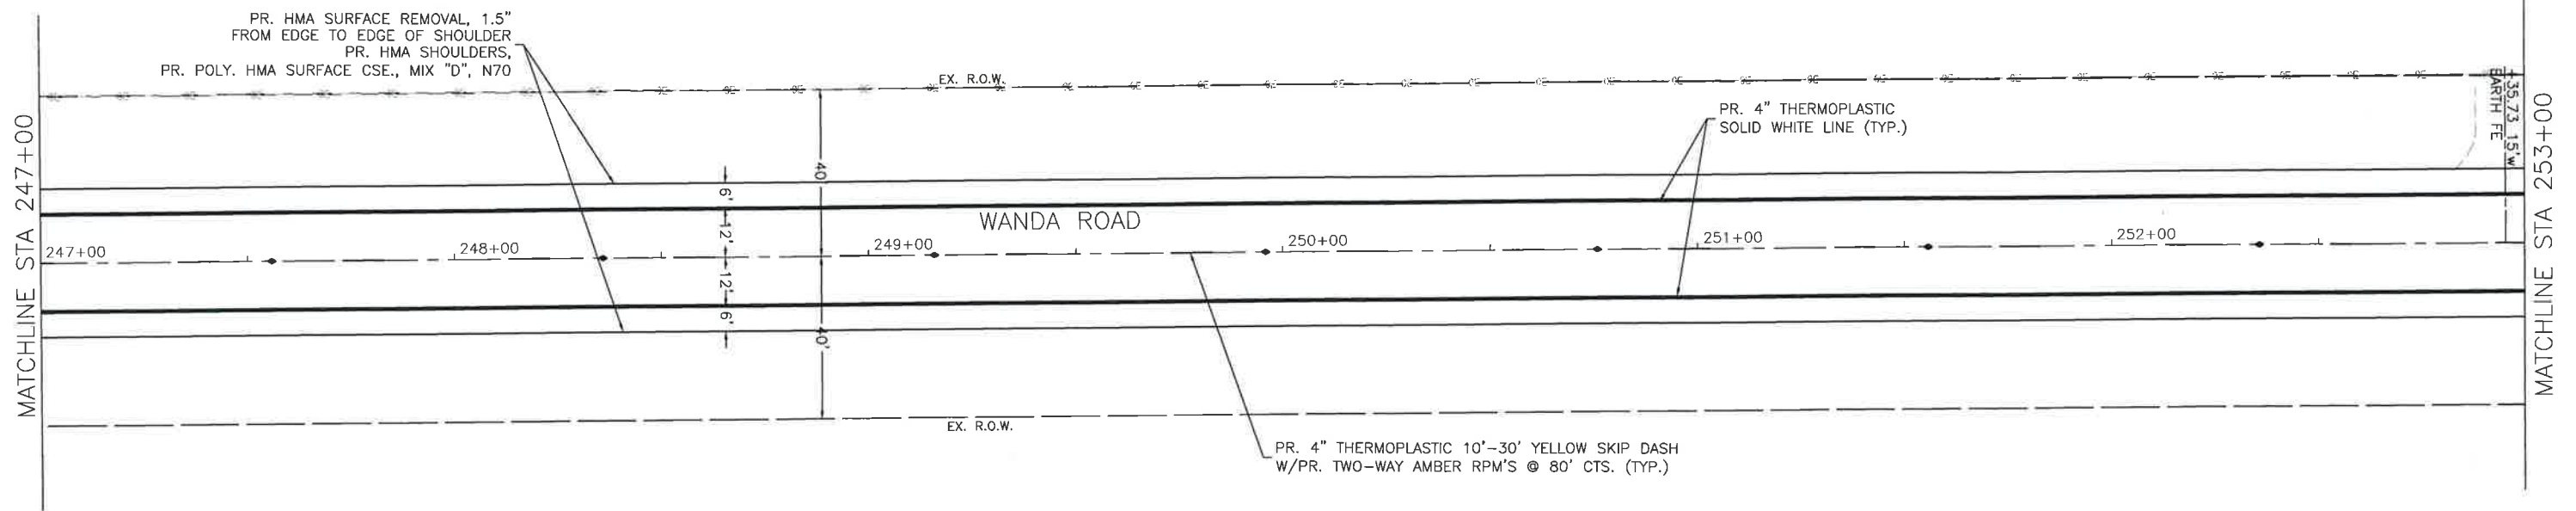 PR. HMA SURFACE REMOVAL, 1.5"
FROM EDGE TO EDGE OF SHOULDER
PR. HMA SHOULDERS,
PR. POLY. HMA SURFACE CSE., MIX "D", N70
EX. R.O.W.
PR. 4" THERMOPLASTIC
SOLID WHITE LINE (TYP.)
+35.73 15'w
EARTH FE
MATCHLINE STA 247+00
MATCHLINE STA 253+00
40'
6'
12'
12'
6'
40'
WANDA ROAD
247+00
248+00
249+00
250+00
251+00
252+00
EX. R.O.W.
PR. 4" THERMOPLASTIC 10'-30' YELLOW SKIP DASH
W/PR. TWO-WAY AMBER RPM'S @ 80' CTS. (TYP.)